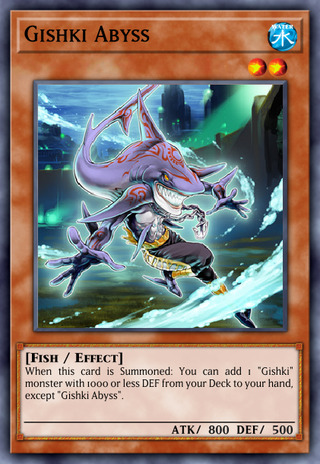 Gishki Abyss
WATER
水
[Fish / Effect]
When this card is Summoned: You can add 1 "Gishki"
monster with 1000 or less DEF from your Deck to your hand,
except "Gishki Abyss".
ATK/ 800 DEF/ 500